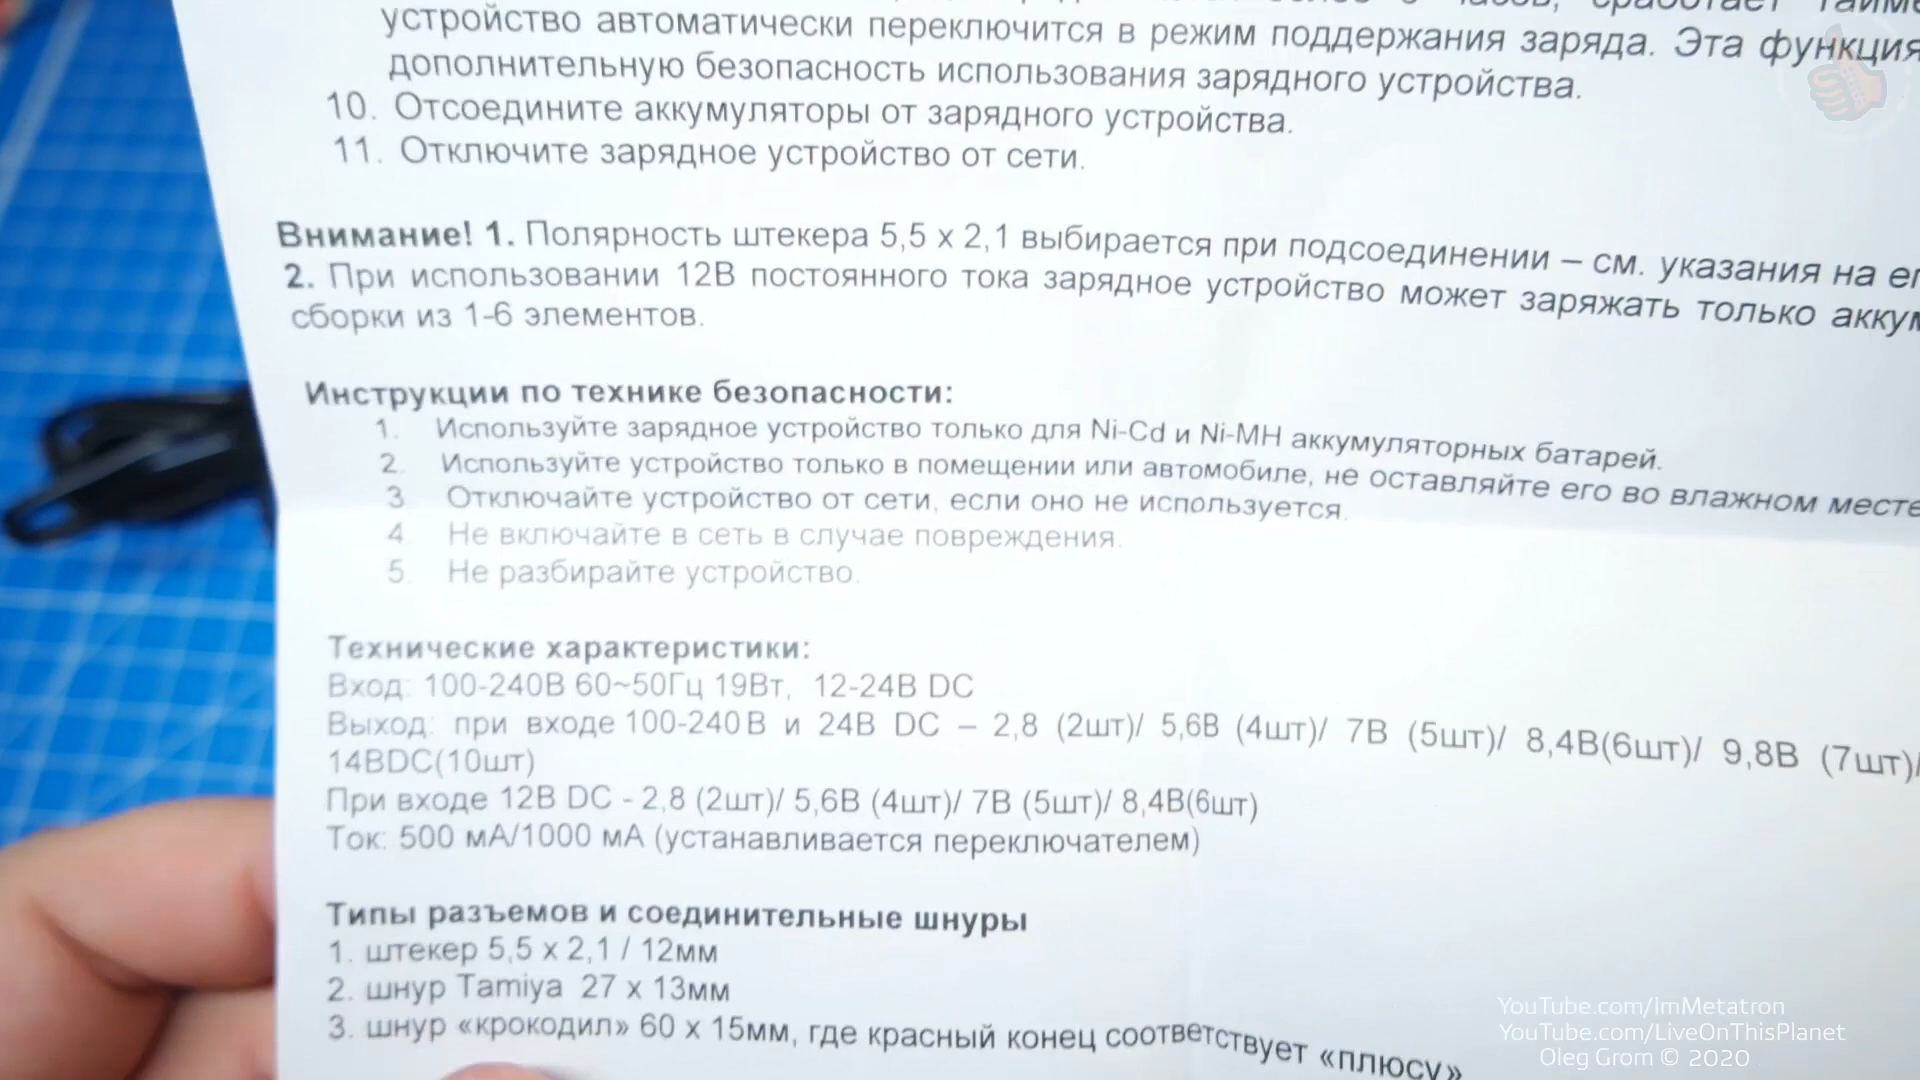 устройство автоматически переключится в режим поддержания заряда. Эта функция
дополнительную безопасность использования зарядного устройства.
10. Отсоедините аккумуляторы от зарядного устройства.
11. Отключите зарядное устройство от сети.
Внимание! 1. Полярность штекера 5,5 х 2,1 выбирается при подсоединении – см. указания на
2. При использовании 12В постоянного тока зарядное устройство может заряжать только
сборки из 1-6 элементов.
Инструкции по технике безопасности:
1. Используйте зарядное устройство только для Ni-Cd и Ni-MH аккумуляторных батарей.
2. Используйте устройство только в помещении или автомобиле, не оставляйте его во влажном месте
3 Отключайте устройство от сети, если оно не используется.
4 Не включайте в сеть в случае повреждения.
5. Не разбирайте устройство.
Технические характеристики:
Вход: 100-240В 60~50Гц 19Вт, 12-24В DC
Выход: при входе 100-240В и 24В DC – 2,8 (2шт)/ 5,6В (4шт)/ 7В (5шт)/ 8,4В(6шт)/ 9,8В (7шт)/
14ВDC(10шт)
При входе 12В DC - 2,8 (2шт)/ 5,6В (4шт)/ 7В (5шт)/ 8,4В(6шт)
Ток: 500 мА/1000 мА (устанавливается переключателем)
Типы разъемов и соединительные шнуры
1. штекер 5,5 х 2,1 / 12мм
2. шнур Tamiya 27 х 13мм
3. шнур «крокодил» 60 х 15мм, где красный конец соответствует «плюсу»
YouTube.com/ImMetatron
YouTube.com/LiveOnThisPlanet
Oleg Grom © 2020